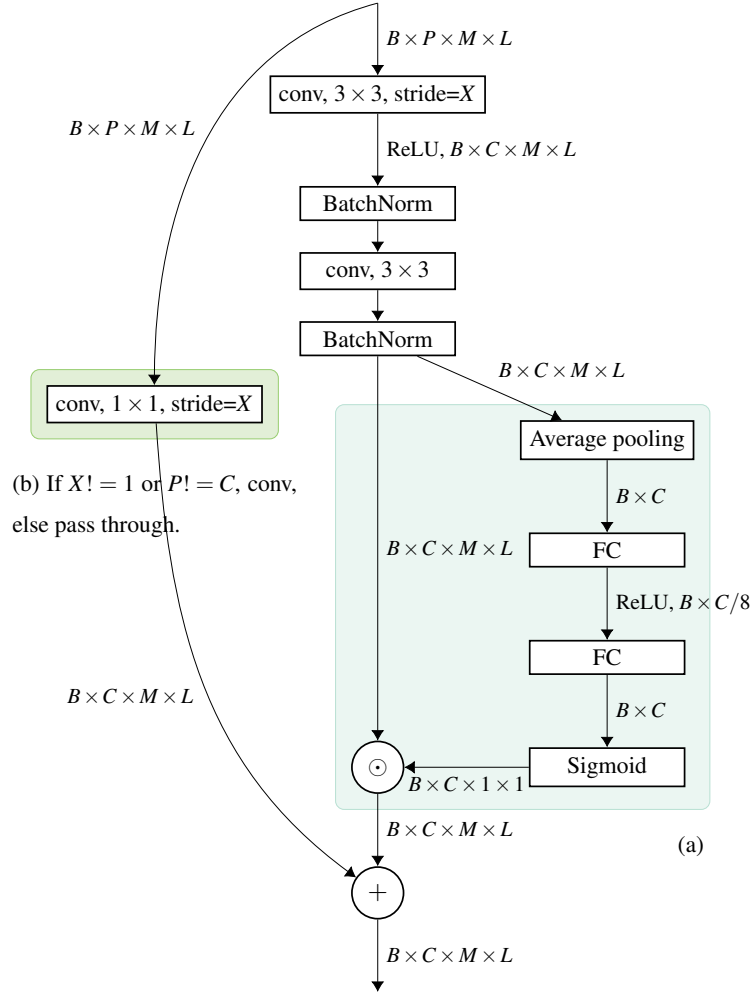 B × P × M × L
conv, 3 × 3, stride=X
B × P × M × L
ReLU, B × C × M × L
BatchNorm
conv, 3 × 3
BatchNorm
B × C × M × L
conv, 1 × 1, stride=X
Average pooling
(b) If X! = 1 or P! = C, conv,
else pass through.
B × C
B × C × M × L
FC
ReLU, B × C/8
FC
B × C × M × L
B × C
⊙
Sigmoid
B × C × 1 × 1
B × C × M × L
(a)
+
B × C × M × L